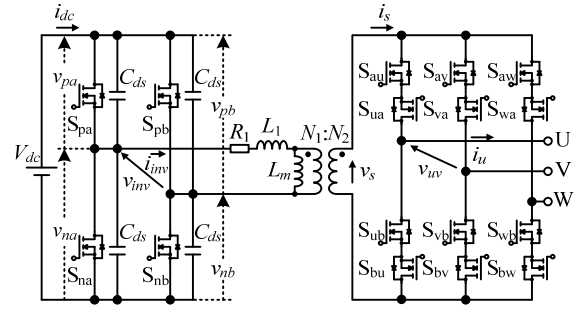 i_dc
i_s
v_pa
C_ds
C_ds
v_pb
S_au
S_av
S_aw
S_pa
S_pb
S_ua
S_va
S_wa
R_1
L_1
N_1:N_2
V_dc
i_inv
L_m
v_inv
v_s
v_uv
i_u
U
V
W
v_na
C_ds
C_ds
v_nb
S_ub
S_vb
S_wb
S_na
S_nb
S_bu
S_bv
S_bw